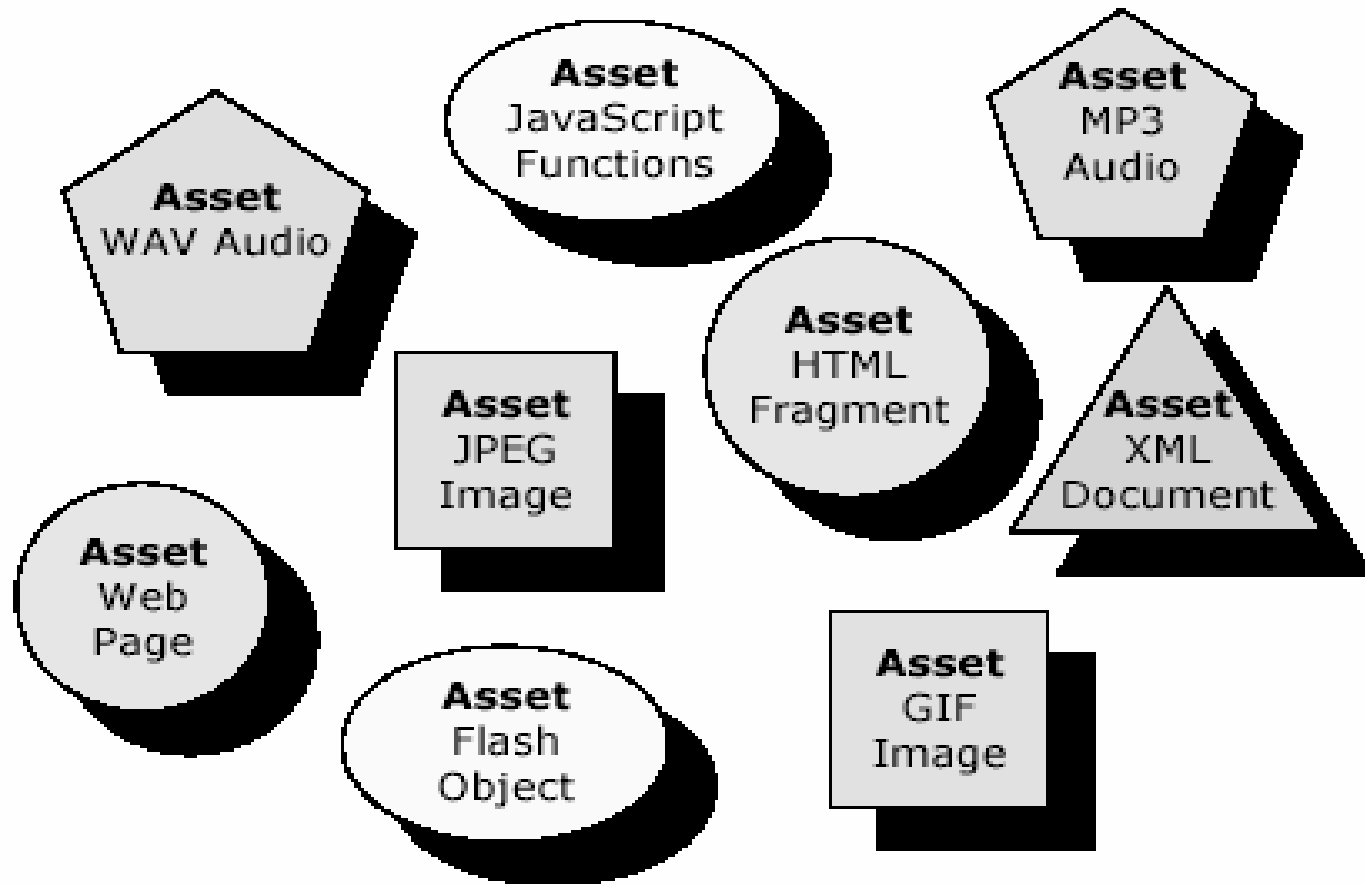 Asset
JavaScript
Functions
Asset
MP3
Audio
Asset
WAV Audio
Asset
HTML
Fragment
Asset
JPEG
Image
Asset
XML
Document
Asset
Web
Page
Asset
Flash
Object
Asset
GIF
Image